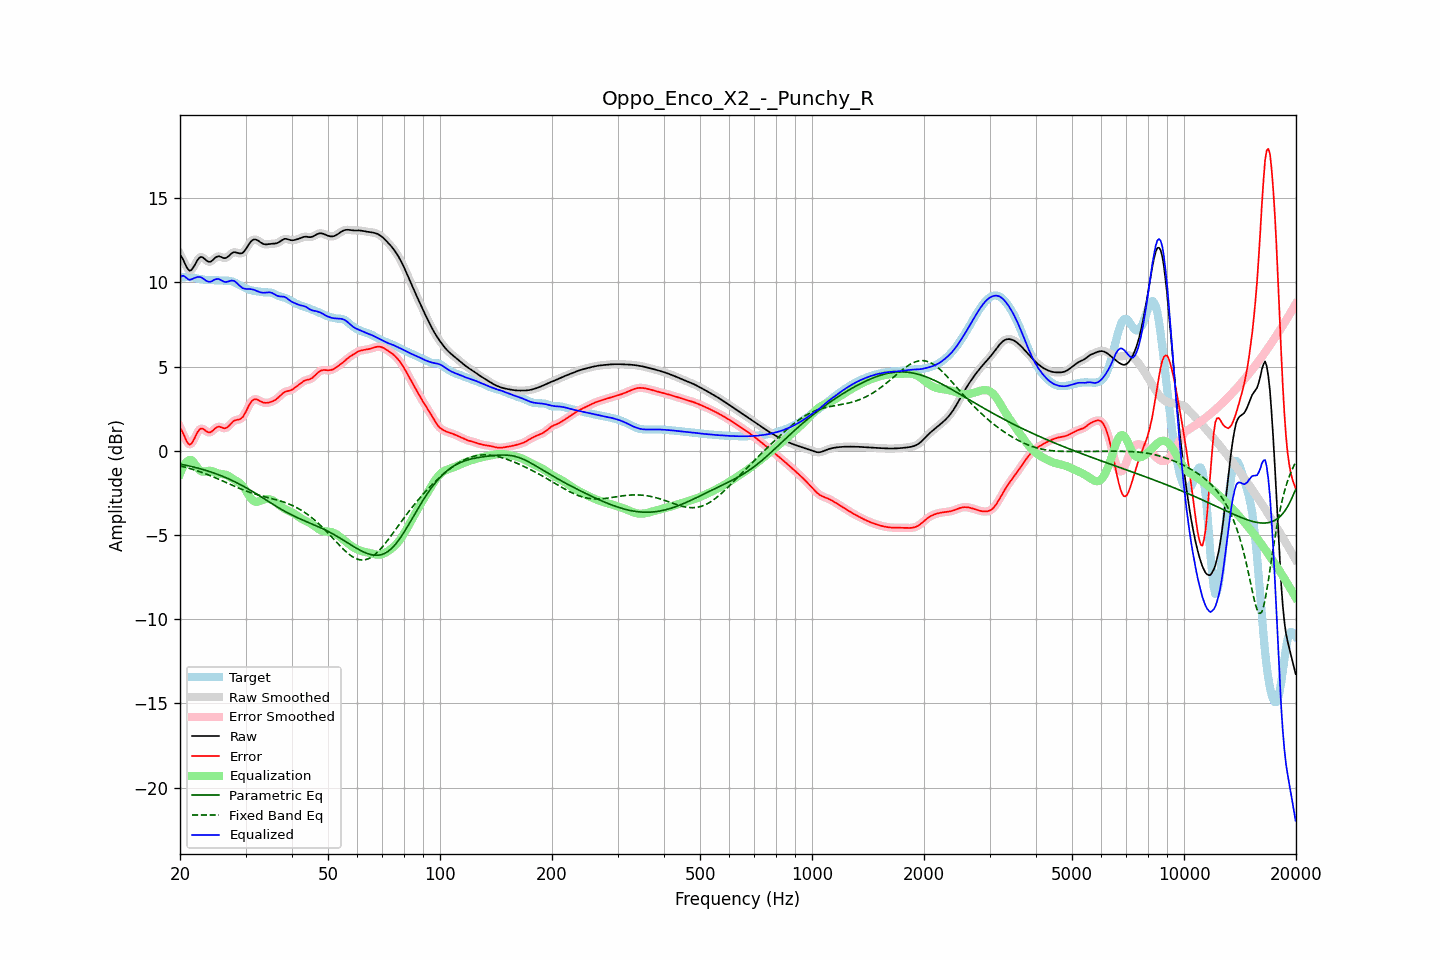 Oppo_Enco_X2_-_Punchy_R
Amplitude (dBr)
15
10
5
0
−5
−10
−15
−20
Target
Raw Smoothed
Error Smoothed
Raw
Error
Equalization
Parametric Eq
Fixed Band Eq
Equalized
20 50 100 200 500 1000 2000 5000 10000 20000
Frequency (Hz)